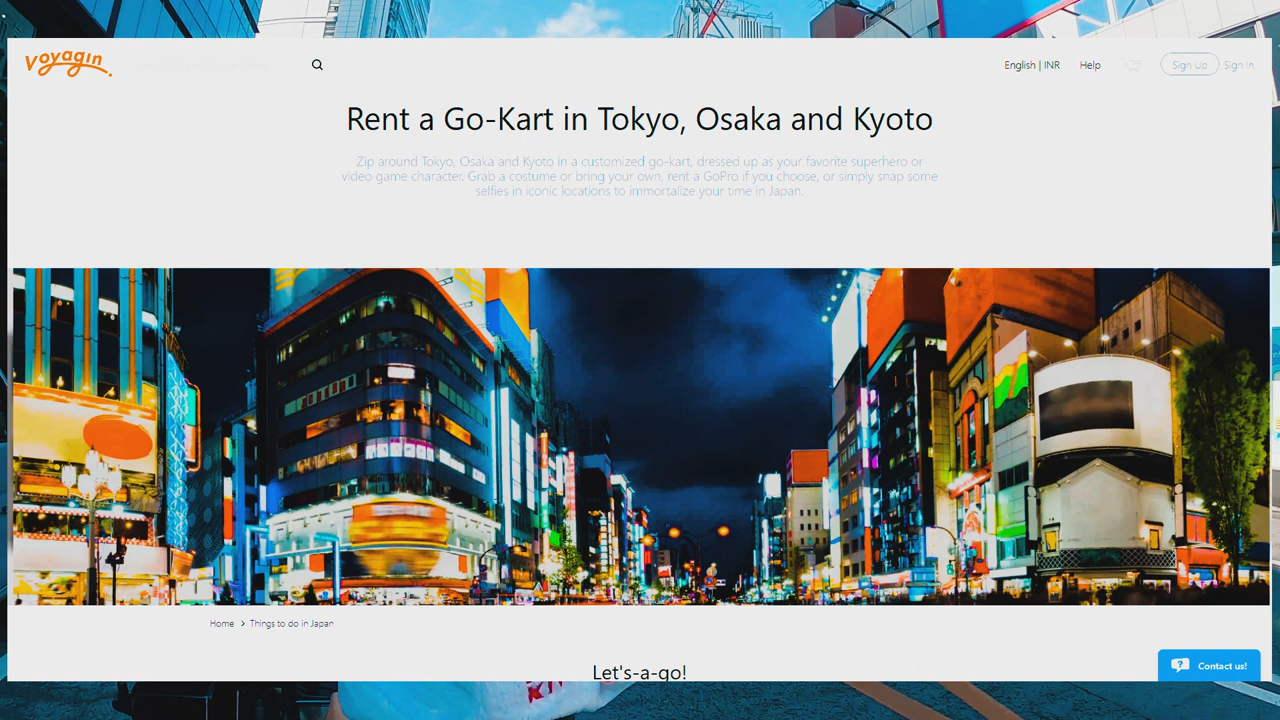 Voyagin.
English | INR
Help
Sign Up
Sign In
Rent a Go-Kart in Tokyo, Osaka and Kyoto
Zip around Tokyo, Osaka and Kyoto in a customized go-kart, dressed up as your favorite superhero or
video game character. Grab a costume or bring your own, rent a GoPro if you choose, or simply snap some
selfies in iconic locations to immortalize your time in Japan.
Home > Things to do in Japan
Let's-a-go!
Contact us!